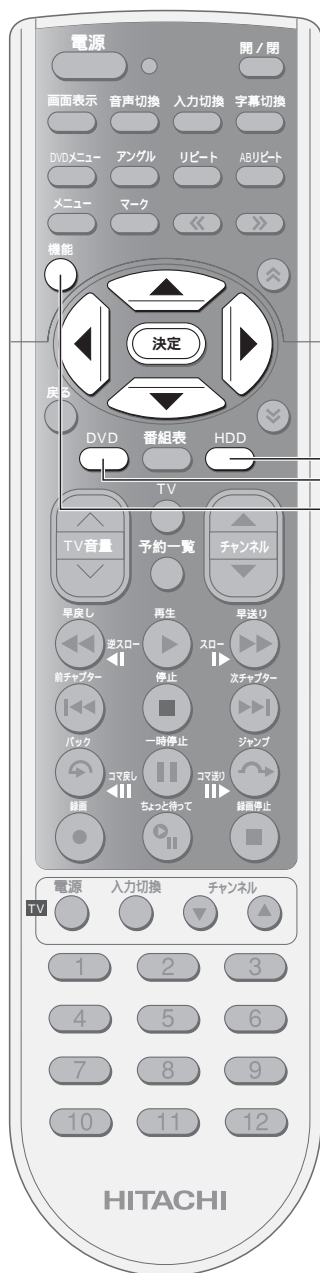 電源
開/閉
画面表示 音声切換 入力切換 字幕切換
DVDメニュー アングル リピート ABリピート
メニュー マーク
機能
決定
戻る
DVD 番組表 HDD
TV
TV音量 予約一覧 チャンネル
早戻し 再生 早送り
逆スロー スロー
前チャプター 停止 次チャプター
バック 一時停止 ジャンプ
コマ戻し コマ送り
録画 ちょっと待って 録画停止
電源 入力切換 チャンネル
TV
1 2 3
4 5 6
7 8 9
10 11 12
HITACHI